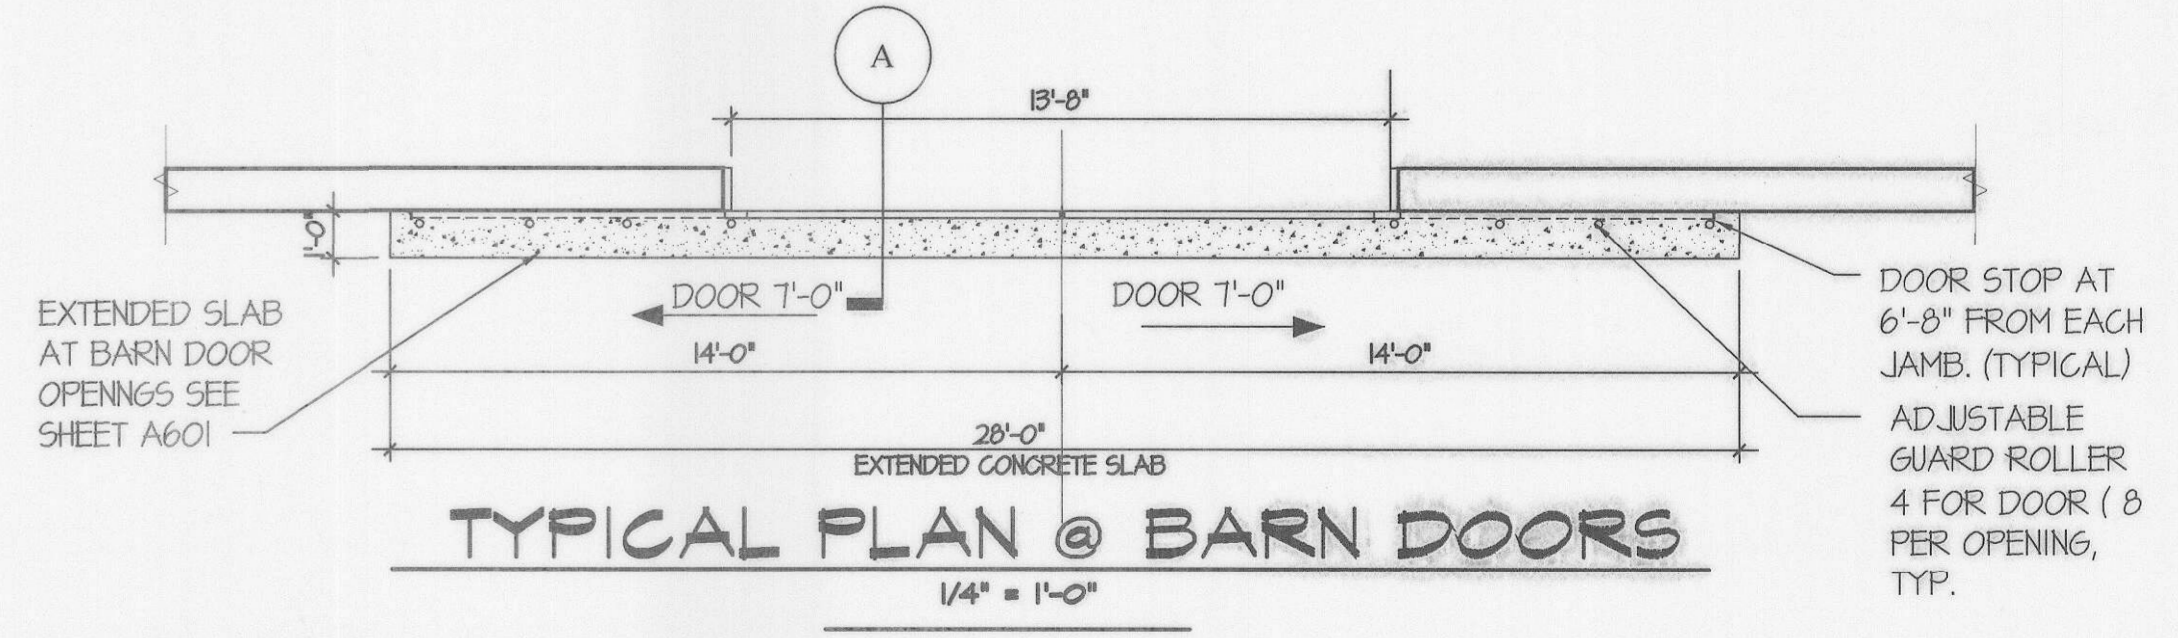 A
13'-8"
1'-0"
DOOR 7'-0"
DOOR 7'-0"
EXTENDED SLAB
AT BARN DOOR
OPENNGS SEE
SHEET A601
DOOR STOP AT
6'-8" FROM EACH
JAMB. (TYPICAL)
14'-0"
14'-0"
ADJUSTABLE
GUARD ROLLER
4 FOR DOOR ( 8
PER OPENING,
TYP.
28'-0"
EXTENDED CONCRETE SLAB
TYPICAL PLAN @ BARN DOORS
1/4" = 1'-0"